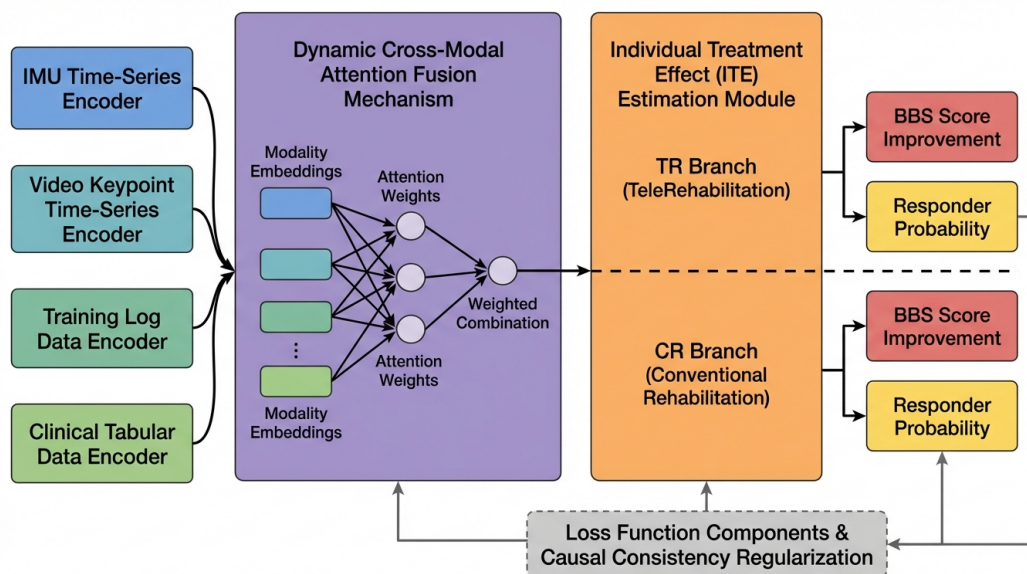 IMU Time-Series
Encoder
Video Keypoint
Time-Series
Encoder
Training Log
Data Encoder
Clinical Tabular
Data Encoder
Dynamic Cross-Modal
Attention Fusion
Mechanism
Modality
Embeddings
Attention
Weights
Weighted
Combination
Attention
Weights
Modality
Embeddings
Individual Treatment
Effect (ITE)
Estimation Module
TR Branch
(TeleRehabilitation)
CR Branch
(Conventional
Rehabilitation)
BBS Score
Improvement
Responder
Probability
BBS Score
Improvement
Responder
Probability
Loss Function Components &
Causal Consistency Regularization